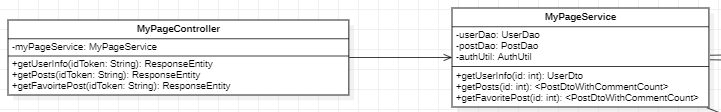 MyPageController
-myPageService: MyPageService
+getUserInfo(idToken: String): ResponseEntity
+getPosts(idToken: String): ResponseEntity
+getFavoirtePost(idToken: String): ResponseEntity
MyPageService
-userDao: UserDao
-postDao: PostDao
-authUtil: AuthUtil
+getUserInfo(id: int): UserDto
+getPosts(id: int): <PostDtoWithCommentCount>
+getFavoritePost(id: int): <PostDtoWithCommentCount>